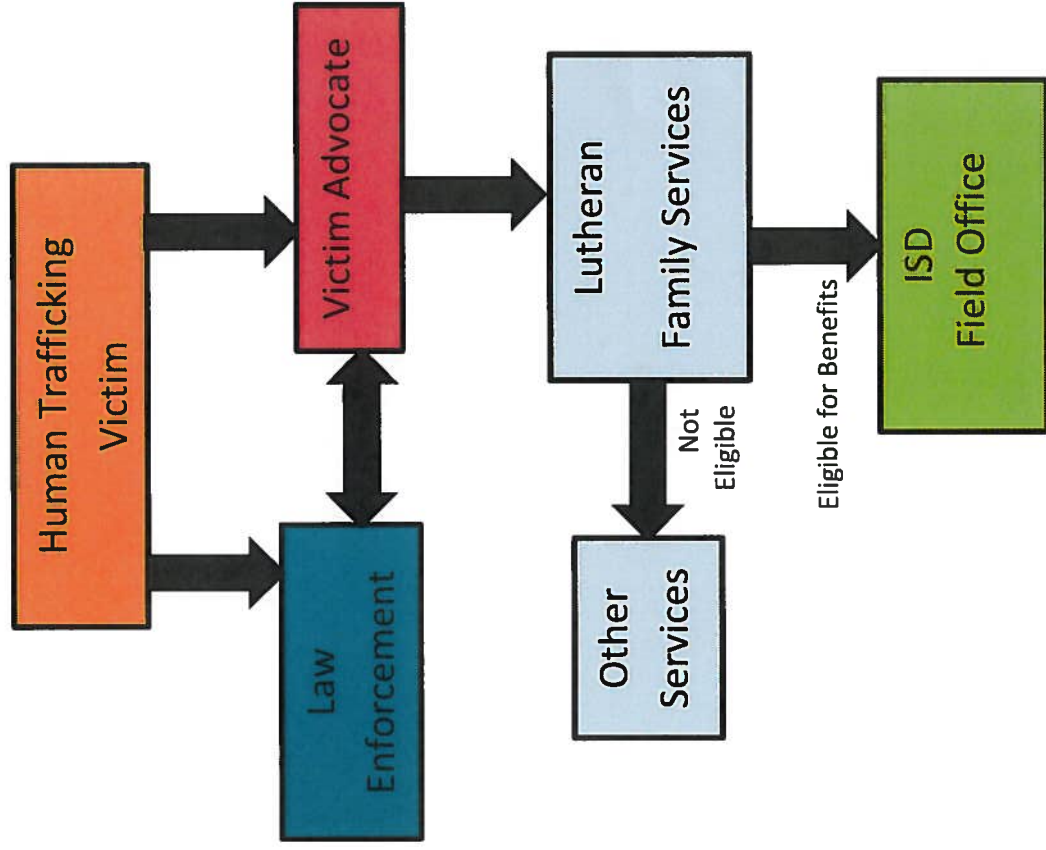 Human Trafficking
Victim
Law
Enforcement
Victim Advocate
Other
Services
Not
Eligible
Lutheran
Family Services
Eligible for Benefits
ISD
Field Office